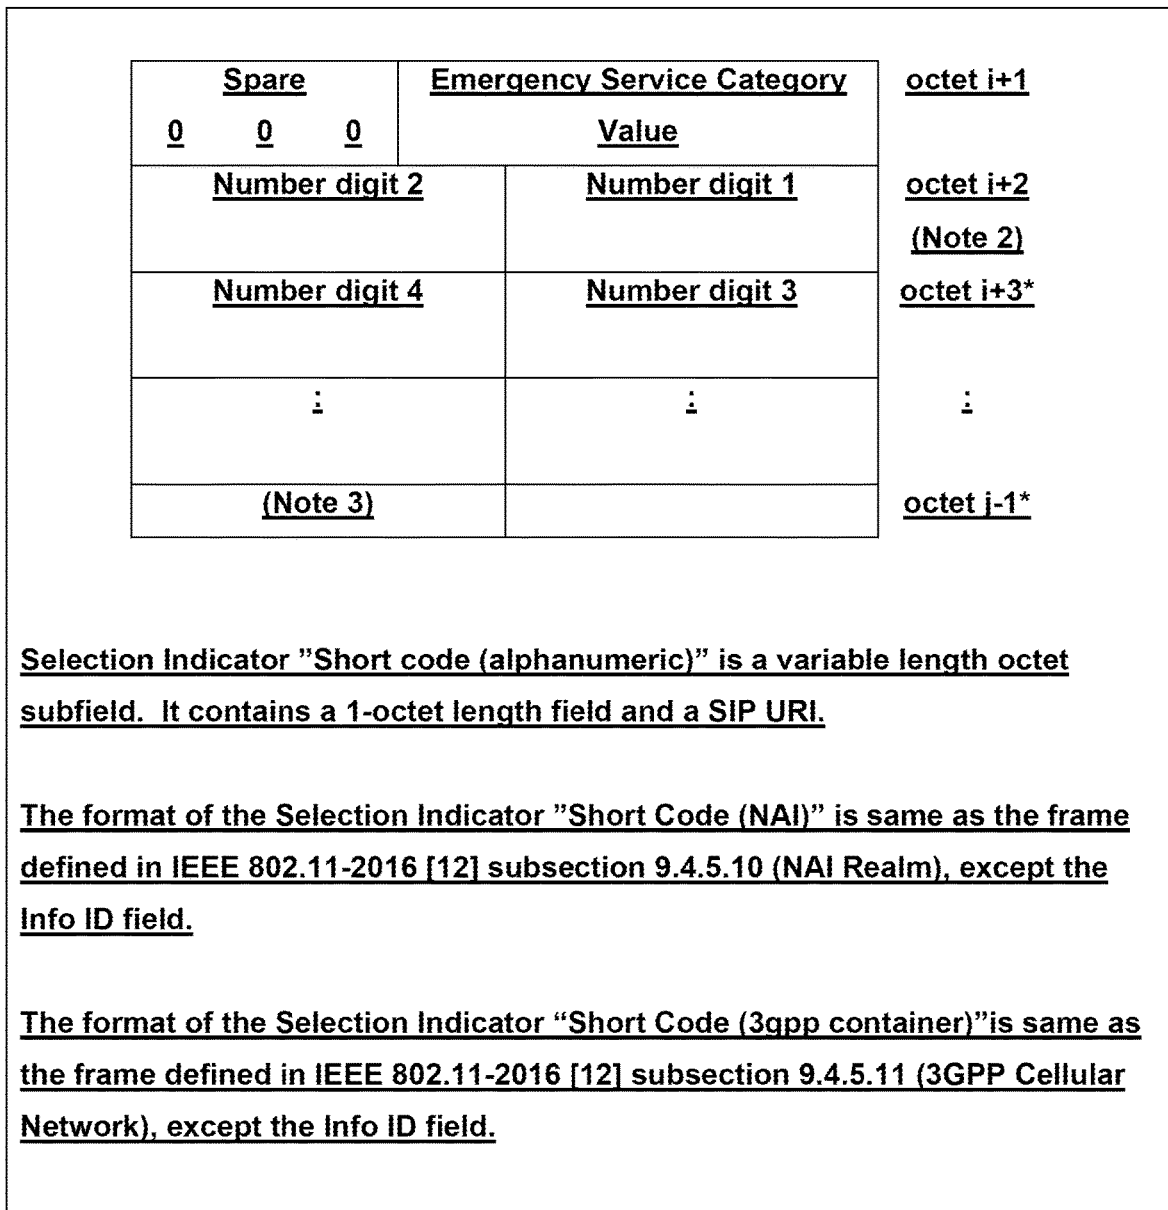 Spare Emergency Service Category octet i+1
0 0 0 Value
Number digit 2 Number digit 1 octet i+2
(Note 2)
Number digit 4 Number digit 3 octet i+3*
: : :
(Note 3) octet j-1*
Selection Indicator ”Short code (alphanumeric)” is a variable length octet
subfield. It contains a 1-octet length field and a SIP URI.
The format of the Selection Indicator ”Short Code (NAI)” is same as the frame
defined in IEEE 802.11-2016 [12] subsection 9.4.5.10 (NAI Realm), except the
Info ID field.
The format of the Selection Indicator “Short Code (3gpp container)”is same as
the frame defined in IEEE 802.11-2016 [12] subsection 9.4.5.11 (3GPP Cellular
Network), except the Info ID field.